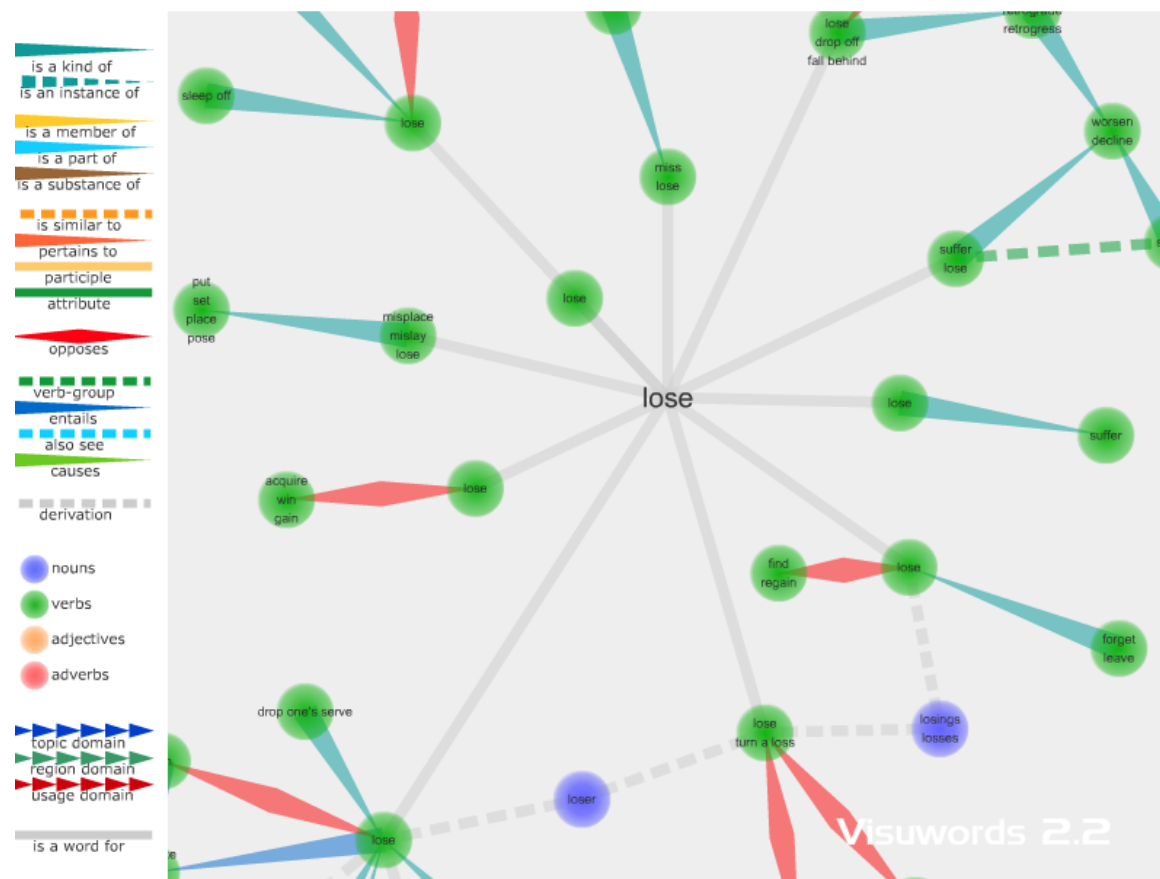 is a kind of
is an instance of
is a member of
is a part of
is a substance of
is similar to
pertains to
participle
attribute
opposes
verb-group
entails
also see
causes
derivation
nouns
verbs
adjectives
adverbs
topic domain
region domain
usage domain
is a word for
sleep off
lose
miss
lose
lose
drop off
fall behind
retrograde
retrogress
worsen
decline
suffer
lose
put
set
place
pose
misplace
mislay
lose
lose
lose
lose
suffer
acquire
win
gain
lose
find
regain
lose
forget
leave
drop one's serve
lose
turn a loss
losings
losses
loser
lose
Visuwords 2.2